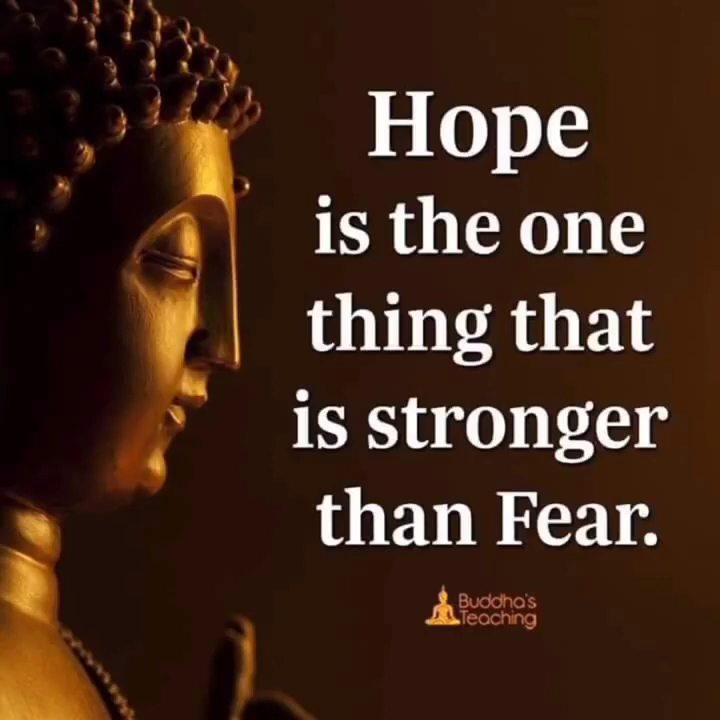 Hope
is the one
thing that
is stronger
than Fear.
Buddha's
Teaching